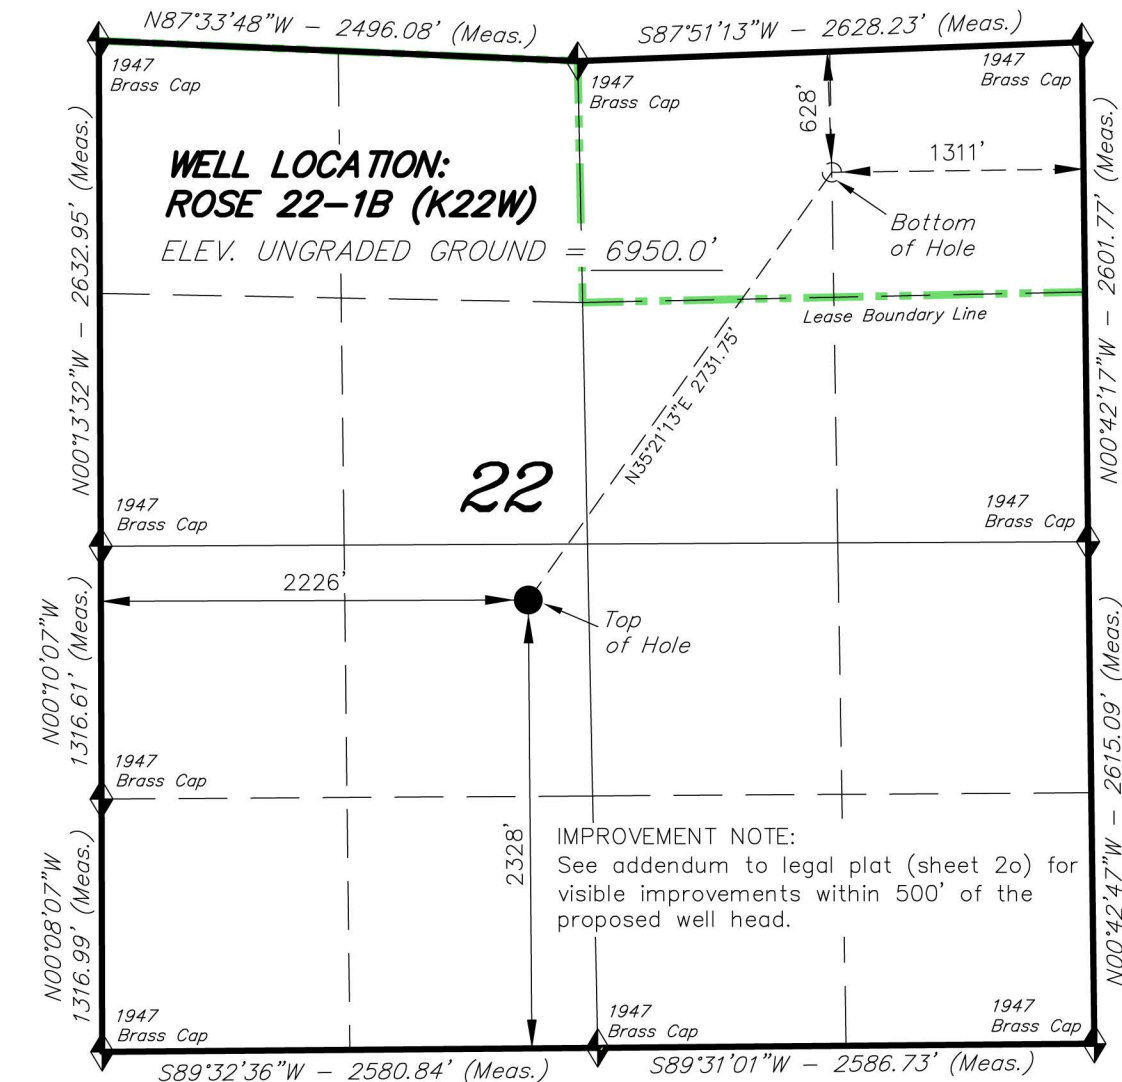 N87°33'48"W - 2496.08' (Meas.)
S87°51'13"W - 2628.23' (Meas.)
1947
Brass Cap
1947
Brass Cap
1947
Brass Cap
628'
1311'
WELL LOCATION:
ROSE 22-1B (K22W)
ELEV. UNGRADED GROUND = 6950.0'
Bottom
of Hole
N00°13'32"W - 2632.95' (Meas.)
N00°42'17"W - 2601.77' (Meas.)
Lease Boundary Line
N35°21'13"E 2731.75'
22
1947
Brass Cap
1947
Brass Cap
2226'
Top
of Hole
N00°10'07"W
1316.61' (Meas.)
1947
Brass Cap
2328'
IMPROVEMENT NOTE:
See addendum to legal plat (sheet 2o) for
visible improvements within 500' of the
proposed well head.
N00°42'47"W - 2615.09' (Meas.)
N00°08'07"W
1316.99' (Meas.)
1947
Brass Cap
1947
Brass Cap
1947
Brass Cap
S89°32'36"W - 2580.84' (Meas.)
S89°31'01"W - 2586.73' (Meas.)